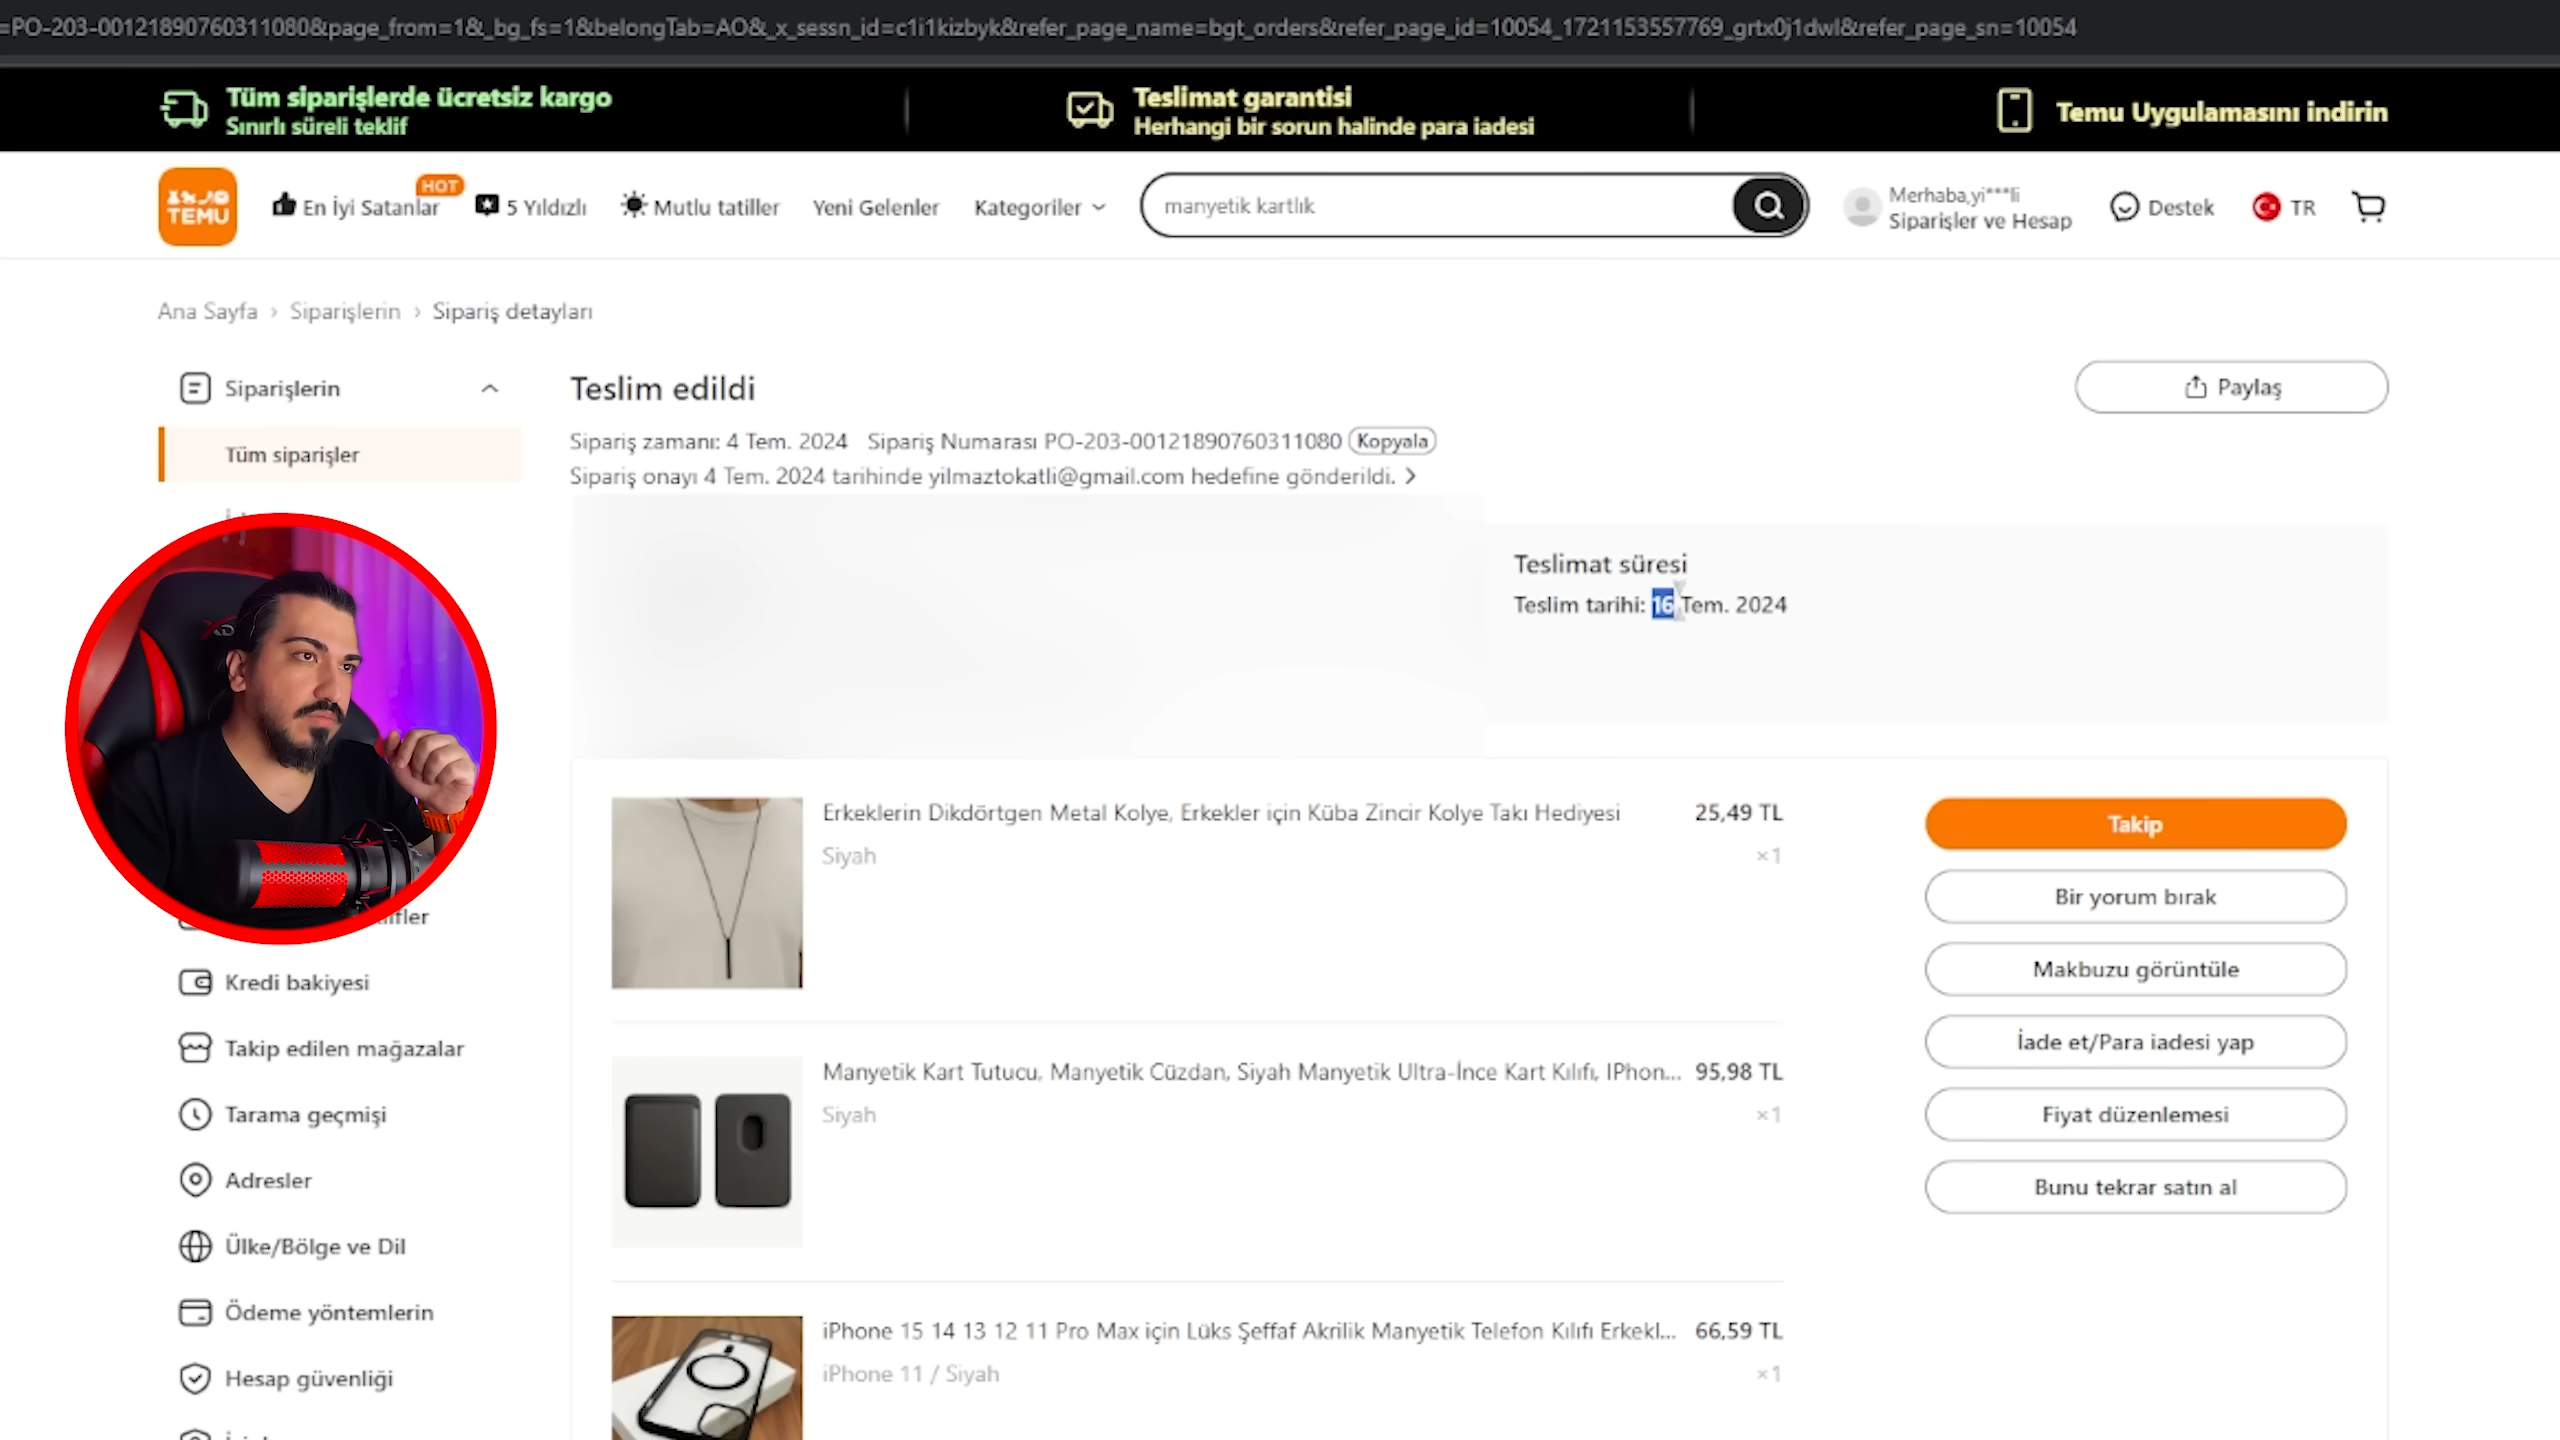 =PO-203-00121890760311080&page_from=1&_bg_fs=1&belongTab=AO&_x_sessn_id=c1i1kizbyk&refer_page_name=bgt_orders&refer_page_id=10054_1721153557769_grtx0j1dwl&refer_page_sn=10054
Tüm siparişlerde ücretsiz kargo
Sınırlı süreli teklif
Teslimat garantisi
Herhangi bir sorun halinde para iadesi
Temu Uygulamasını indirin
TEMU
En İyi Satanlar
HOT
5 Yıldızlı
Mutlu tatiller
Yeni Gelenler
Kategoriler
manyetik kartlık
Merhaba,yi***li
Siparişler ve Hesap
Destek
TR
Ana Sayfa › Siparişlerin › Sipariş detayları
Siparişlerin
Tüm siparişler
Kredi bakiyesi
Takip edilen mağazalar
Tarama geçmişi
Adresler
Ülke/Bölge ve Dil
Ödeme yöntemlerin
Hesap güvenliği
Teslim edildi
Paylaş
Sipariş zamanı: 4 Tem. 2024 Sipariş Numarası PO-203-00121890760311080 Kopyala
Sipariş onayı 4 Tem. 2024 tarihinde yilmaztokatli@gmail.com hedefine gönderildi.
Teslimat süresi
Teslim tarihi: 16 Tem. 2024
Erkeklerin Dikdörtgen Metal Kolye, Erkekler için Küba Zincir Kolye Takı Hediyesi 25,49 TL
Siyah ×1
Manyetik Kart Tutucu, Manyetik Cüzdan, Siyah Manyetik Ultra-İnce Kart Kılıfı, IPhon... 95,98 TL
Siyah ×1
iPhone 15 14 13 12 11 Pro Max için Lüks Şeffaf Akrilik Manyetik Telefon Kılıfı Erkekl... 66,59 TL
iPhone 11 / Siyah ×1
Takip
Bir yorum bırak
Makbuzu görüntüle
İade et/Para iadesi yap
Fiyat düzenlemesi
Bunu tekrar satın al